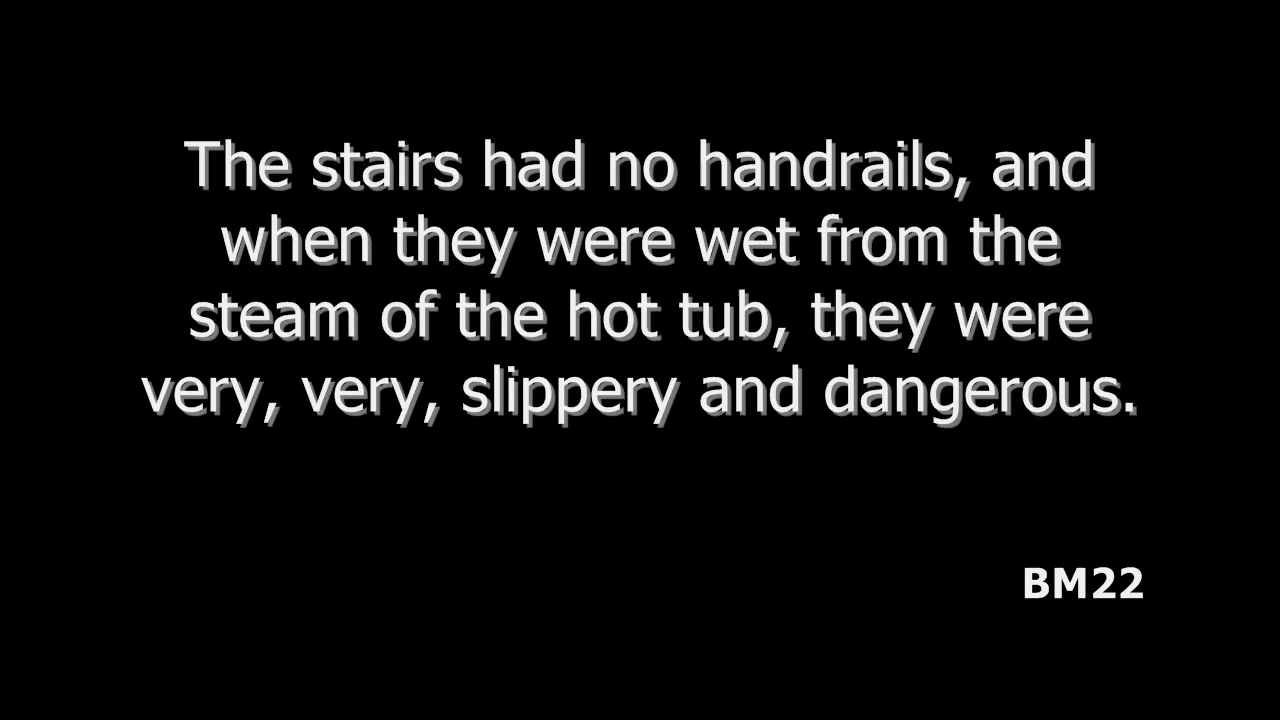 The stairs had no handrails, and
when they were wet from the
steam of the hot tub, they were
very, very, slippery and dangerous.
BM22